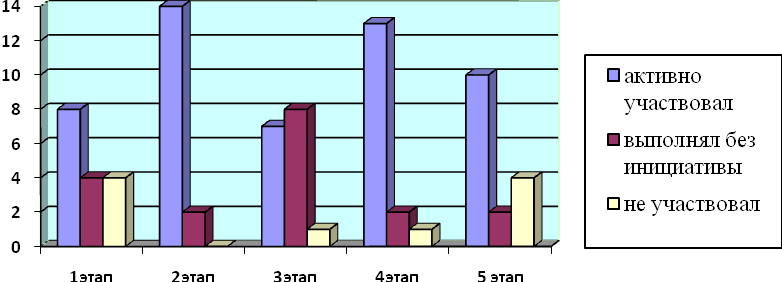 14
12
10
8
6
4
2
0
1этап 2этап 3этап 4этап 5 этап
активно
участвовал
выполнял без
инициативы
не участвовал